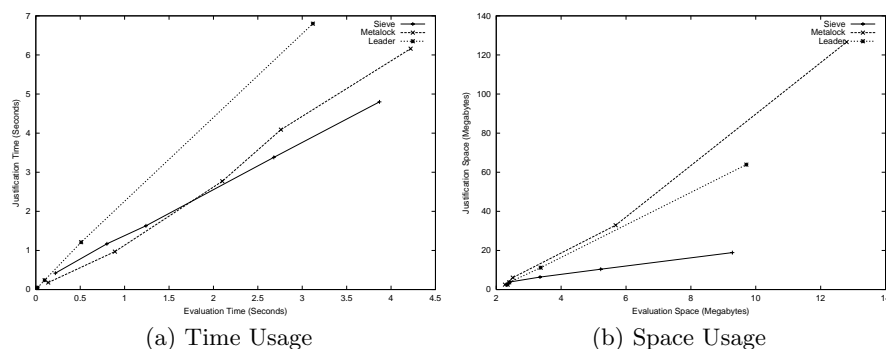 7
6
5
4
3
2
1
0
Justification Time (Seconds)
Sieve
Metalock
Leader
0 0.5 1 1.5 2 2.5 3 3.5 4 4.5
Evaluation Time (Seconds)
(a) Time Usage
140
120
100
80
60
40
20
0
Justification Space (Megabytes)
Sieve
Metalock
Leader
2 4 6 8 10 12 14
Evaluation Space (Megabytes)
(b) Space Usage